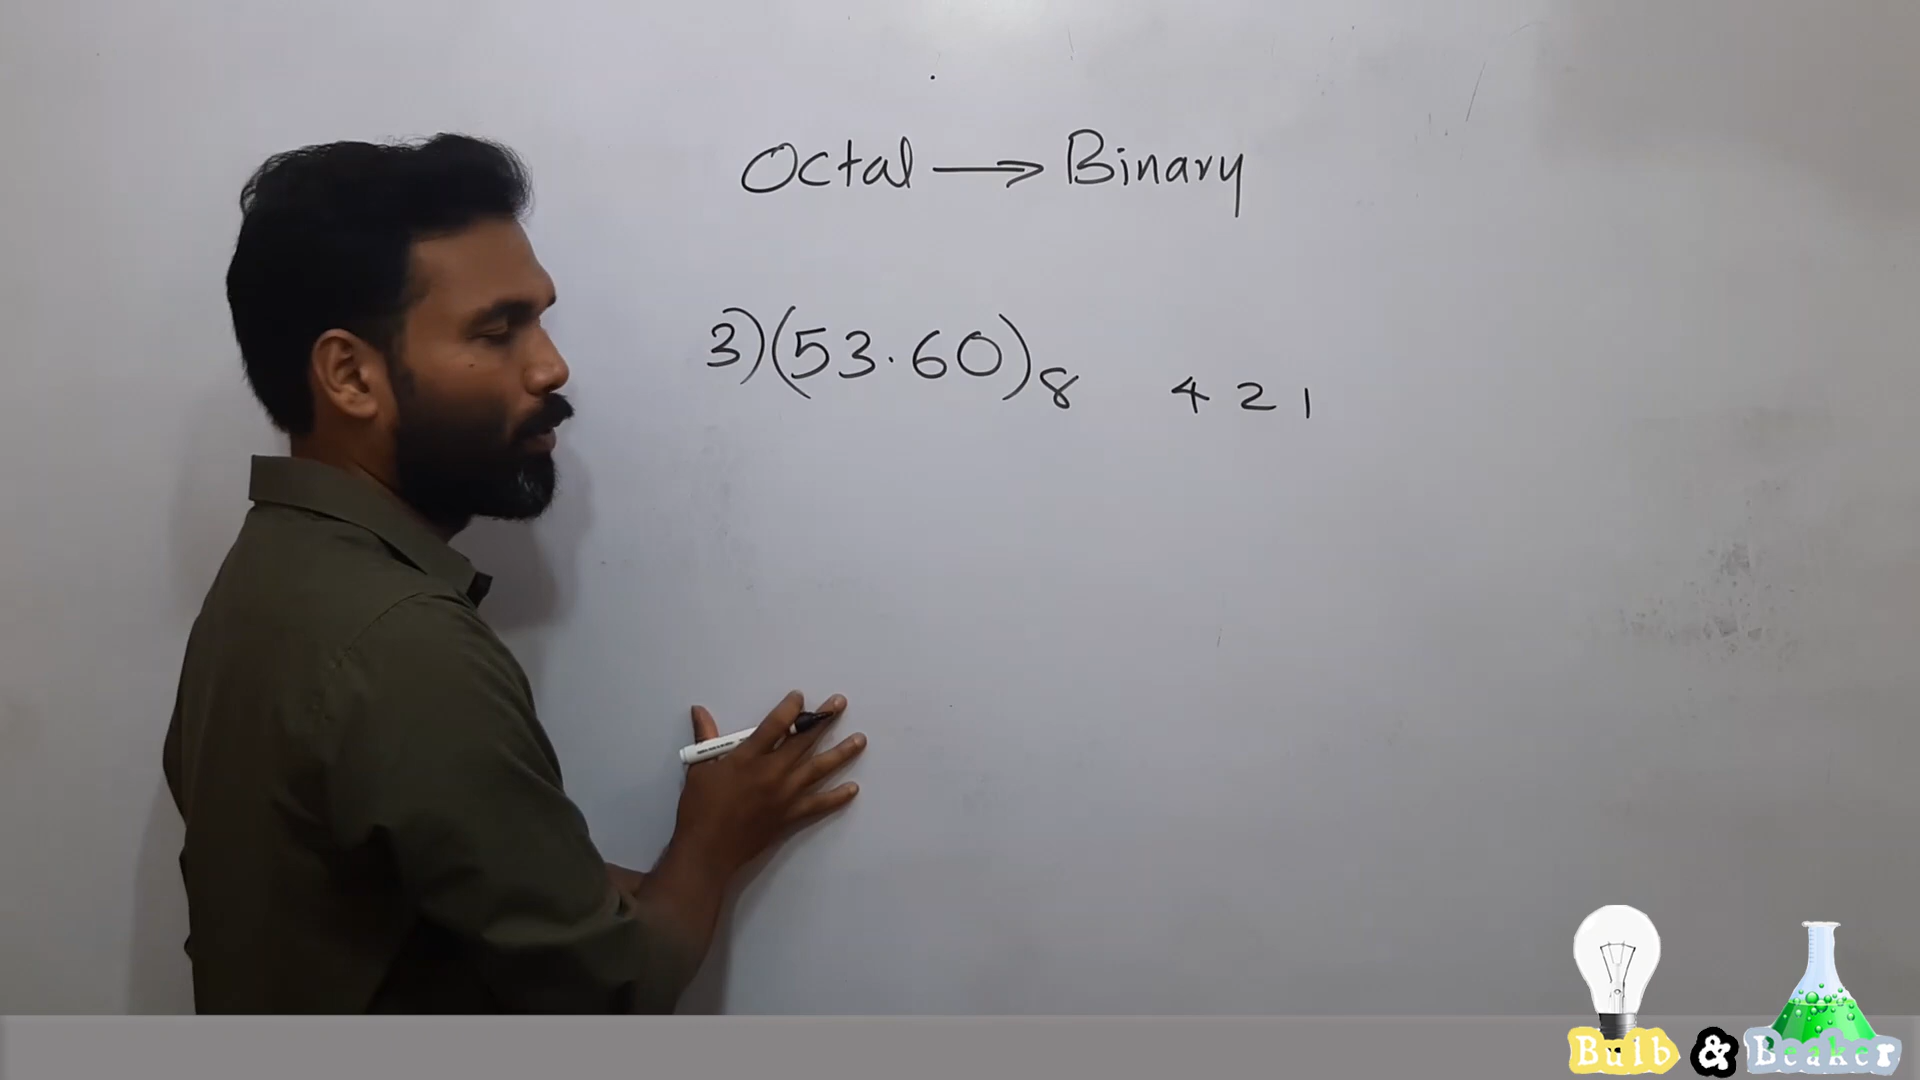 Octal → Binary
3) (53.60)8
4 2 1
Bulb & Beaker